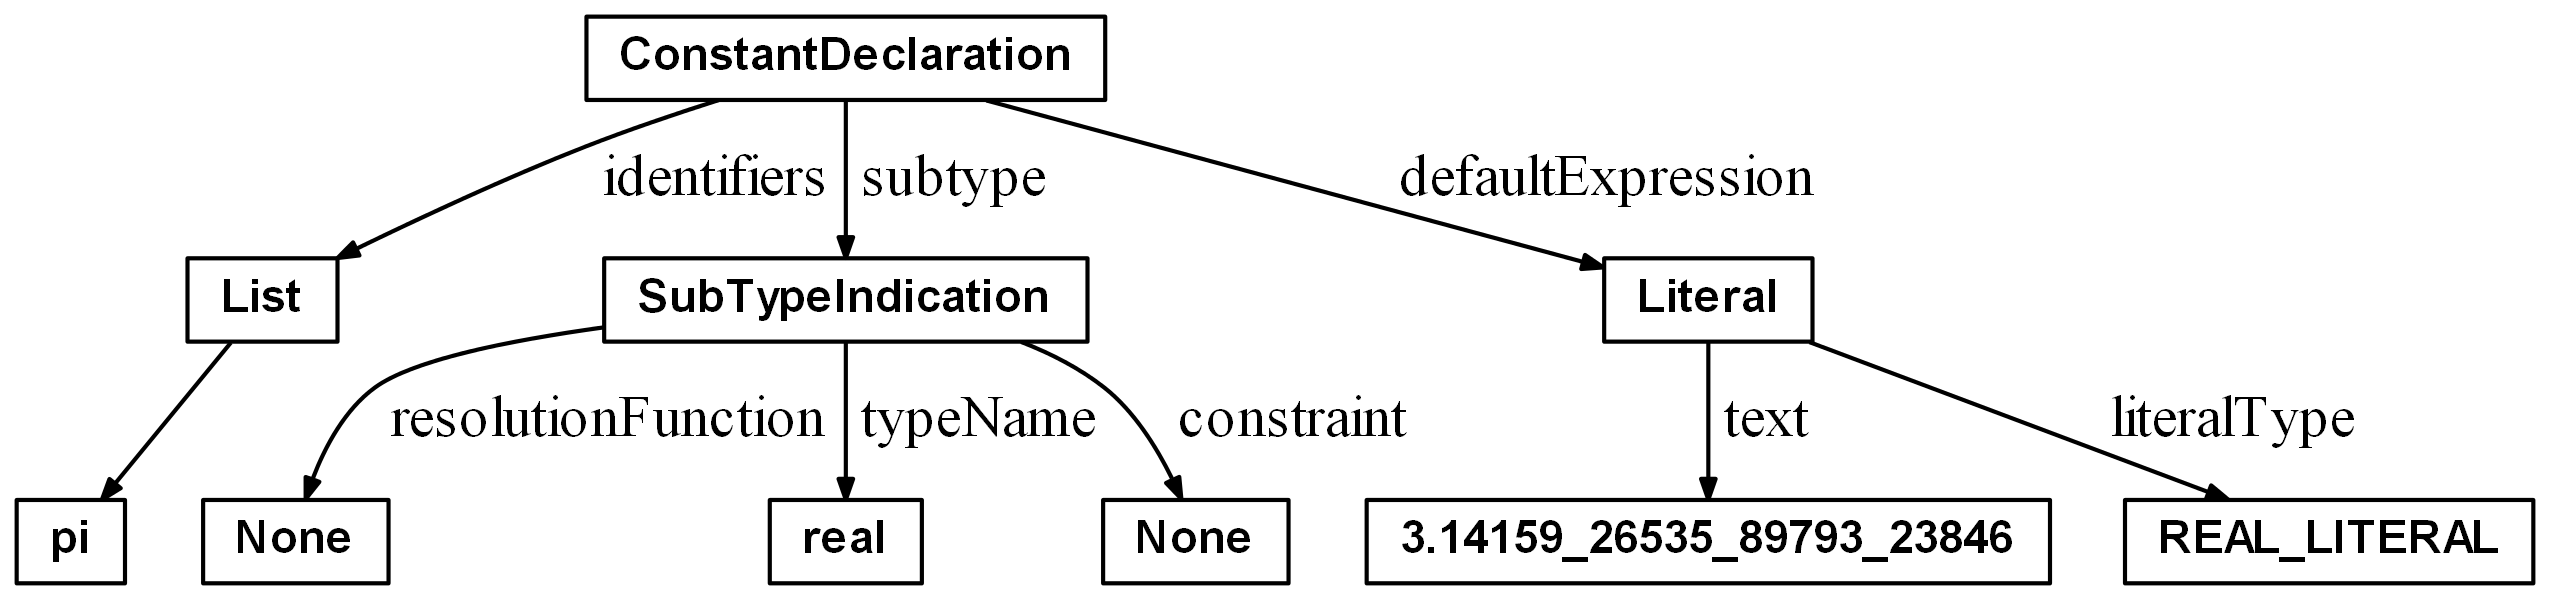 ConstantDeclaration
identifiers
subtype
defaultExpression
List
SubTypeIndication
Literal
resolutionFunction
typeName
constraint
text
literalType
pi
None
real
None
3.14159_26535_89793_23846
REAL_LITERAL